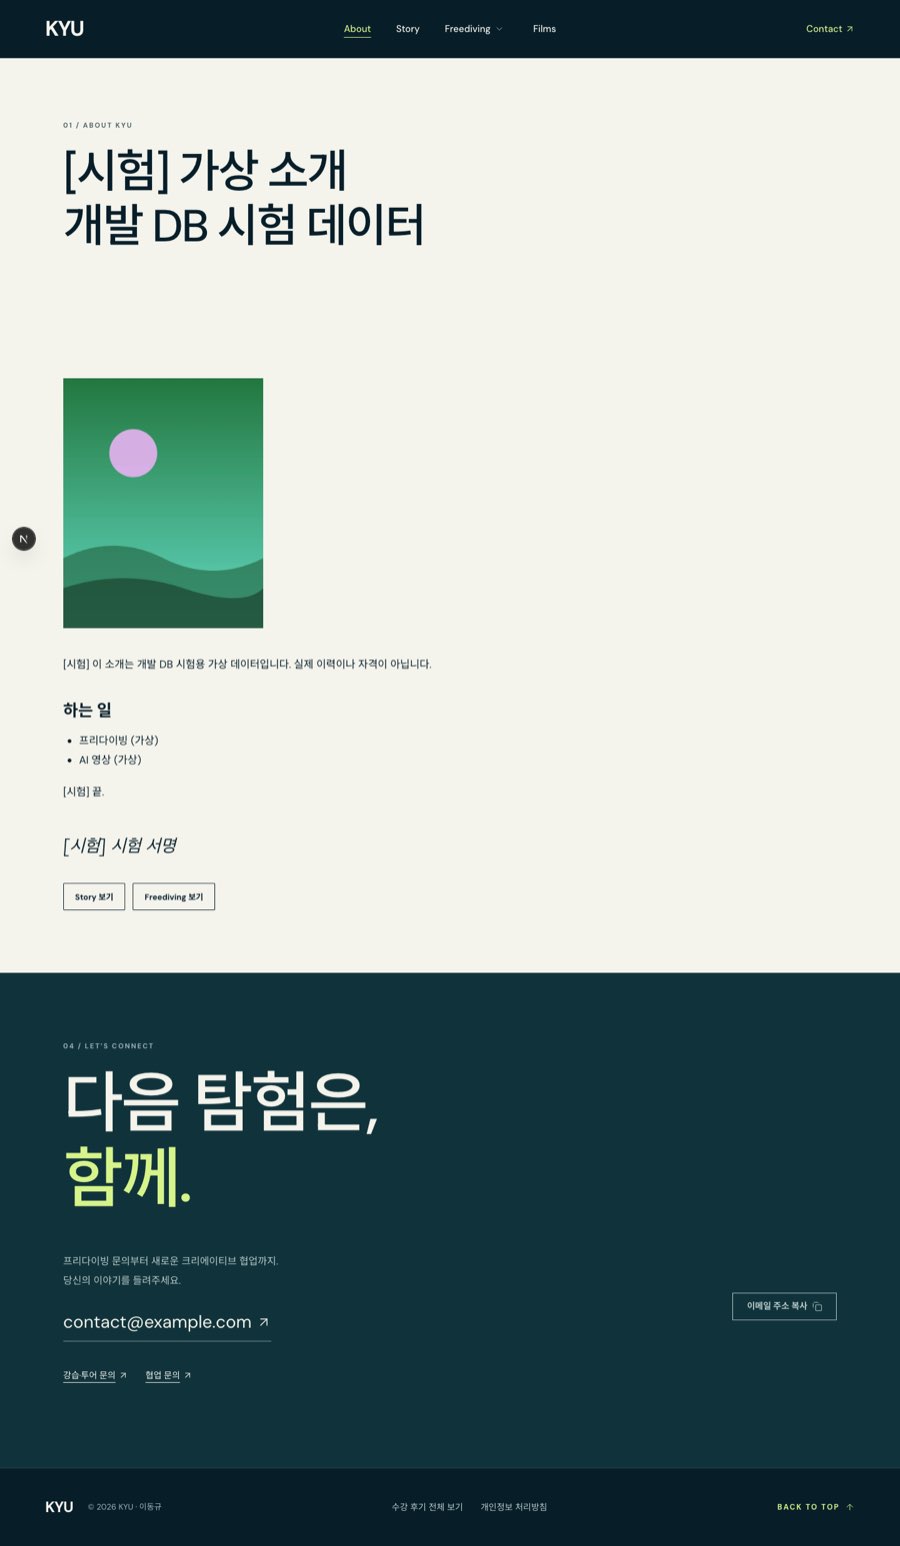 KYU
About
Story
Freediving
Films
Contact ↗
01 / ABOUT KYU
[시험] 가상 소개
개발 DB 시험 데이터
N
[시험] 이 소개는 개발 DB 시험용 가상 데이터입니다. 실제 이력이나 자격이 아닙니다.
하는 일
• 프리다이빙 (가상)
• AI 영상 (가상)
[시험] 끝.
[시험] 시험 서명
Story 보기
Freediving 보기
04 / LET'S CONNECT
다음 탐험은,
함께.
프리다이빙 문의부터 새로운 크리에이티브 협업까지.
당신의 이야기를 들려주세요.
contact@example.com ↗
이메일 주소 복사
강습·투어 문의 ↗
협업 문의 ↗
KYU
© 2026 KYU · 이동규
수강 후기 전체 보기
개인정보 처리방침
BACK TO TOP ↑